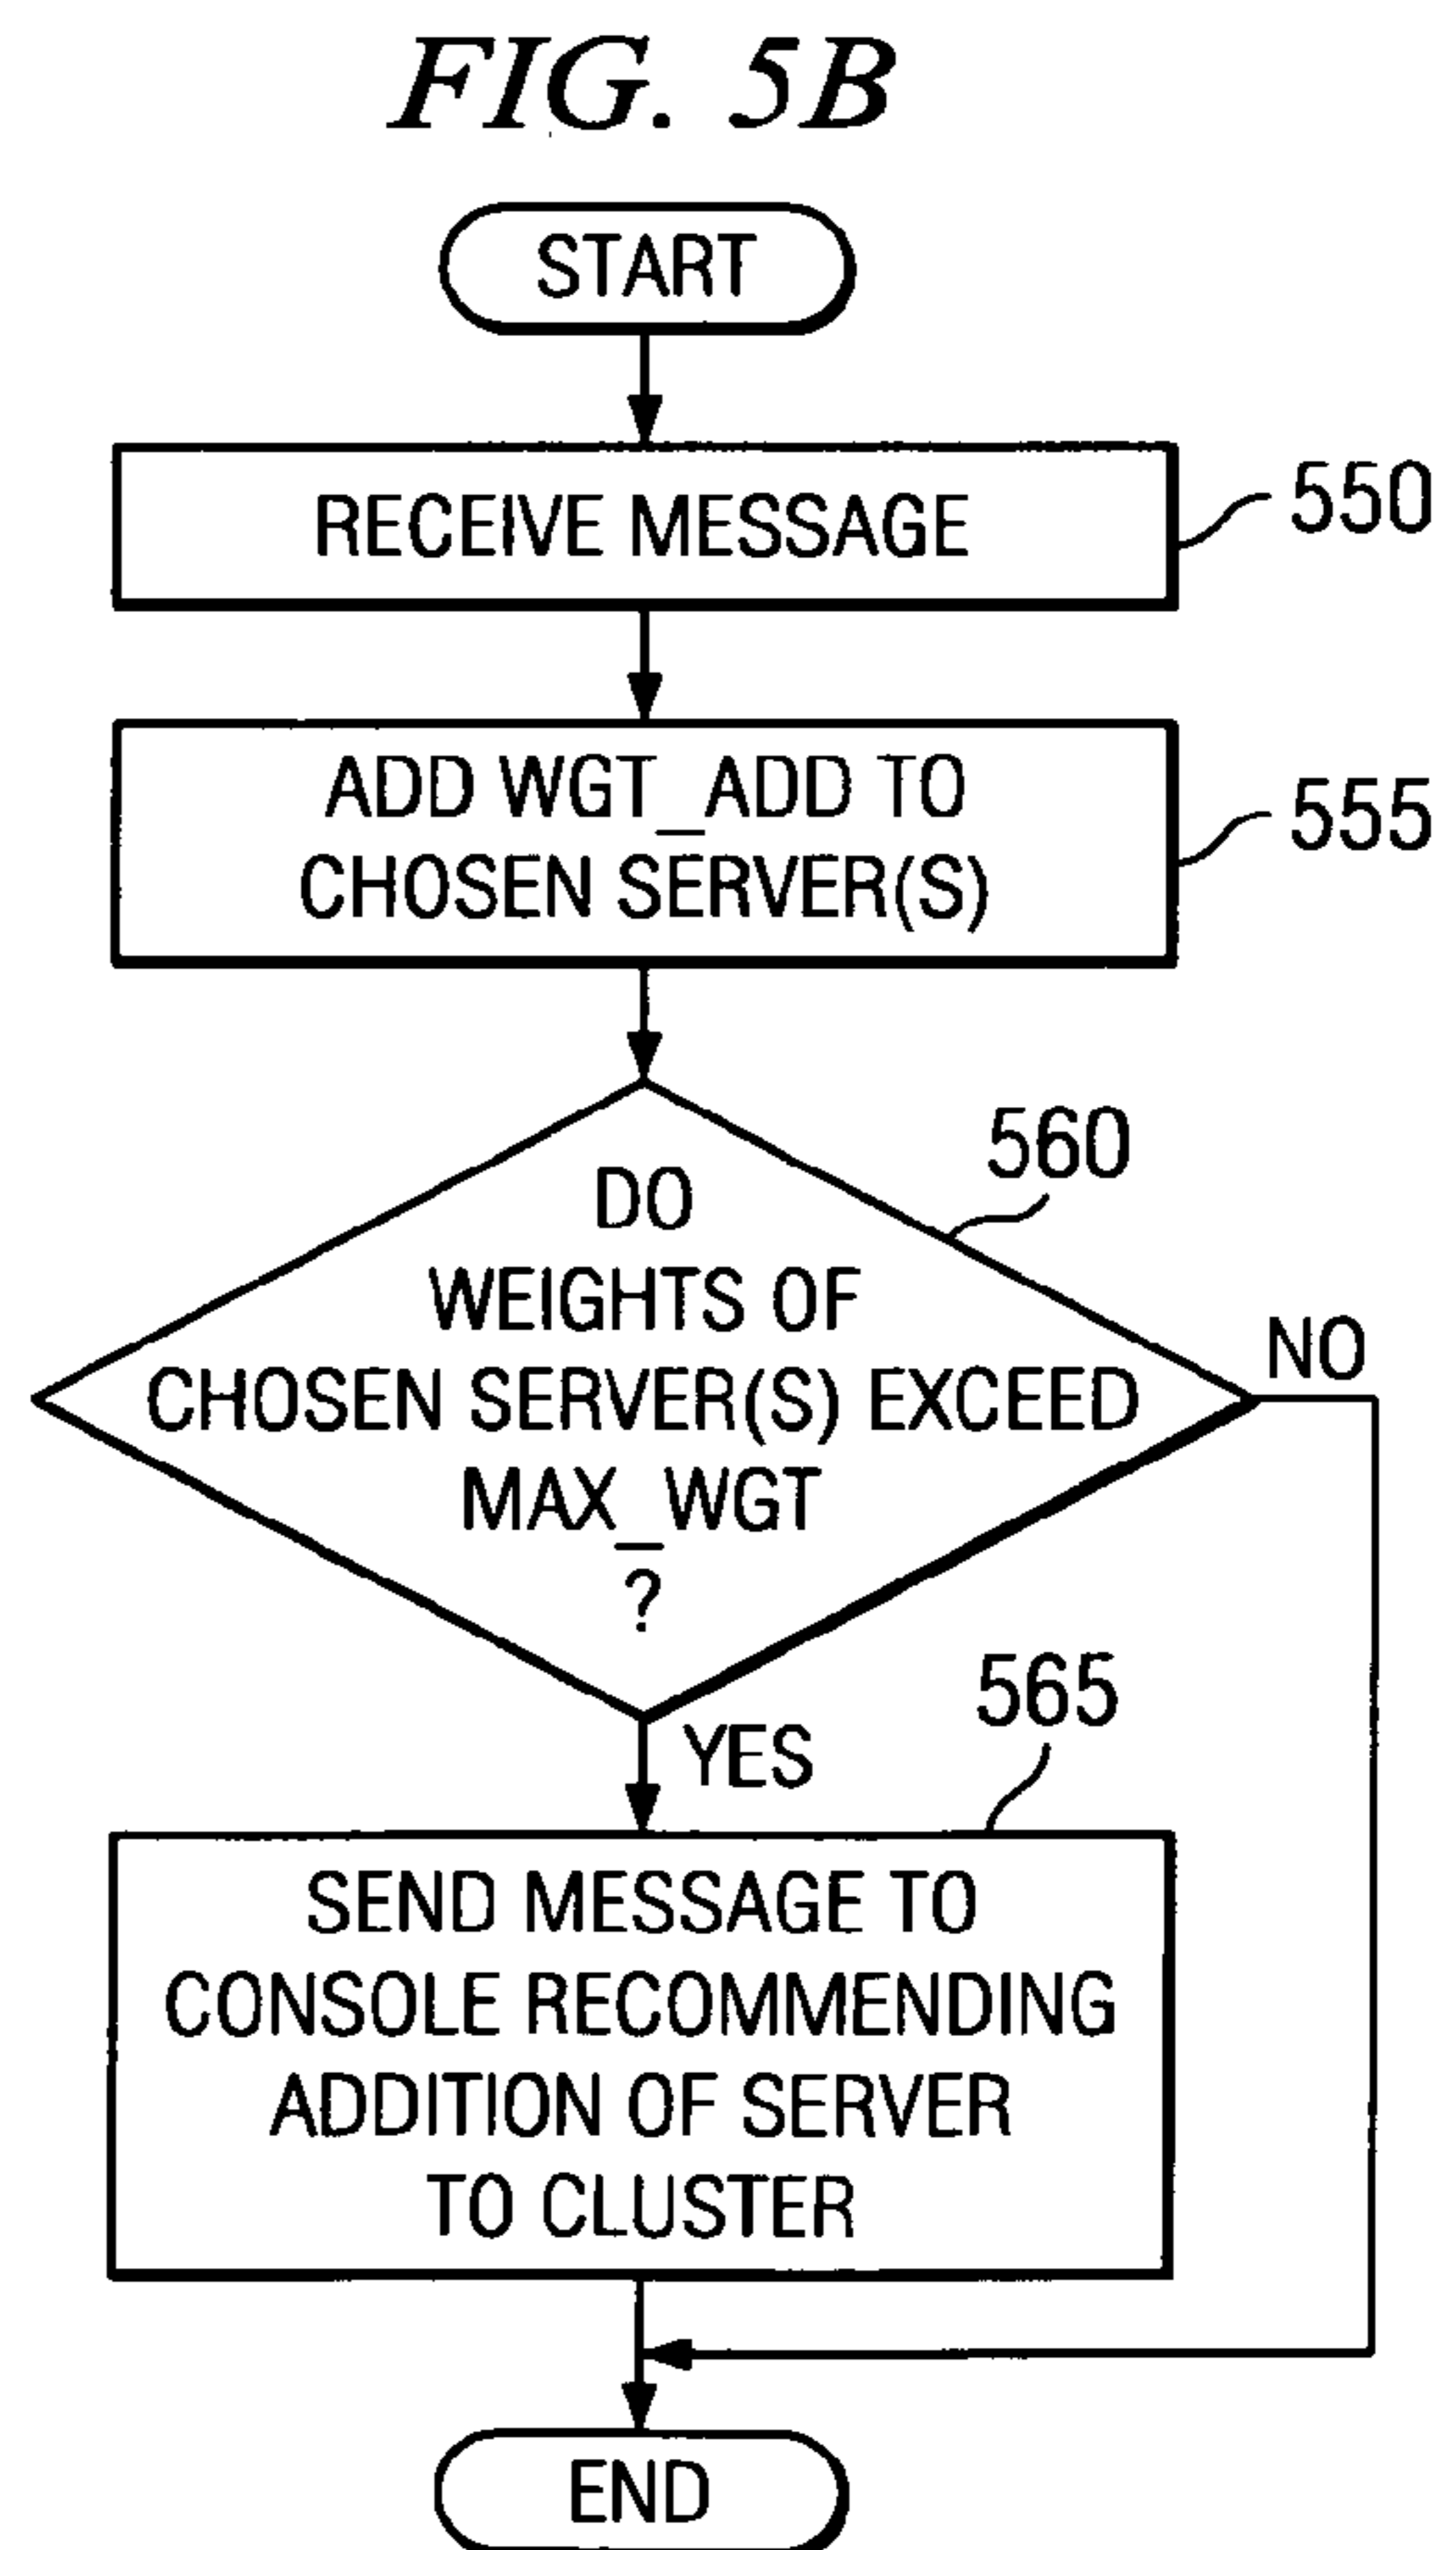 FIG. 5B
START
RECEIVE MESSAGE
550
ADD WGT_ADD TO
CHOSEN SERVER(S)
555
560
DO
WEIGHTS OF
CHOSEN SERVER(S) EXCEED
MAX_WGT
?
NO
YES
565
SEND MESSAGE TO
CONSOLE RECOMMENDING
ADDITION OF SERVER
TO CLUSTER
END